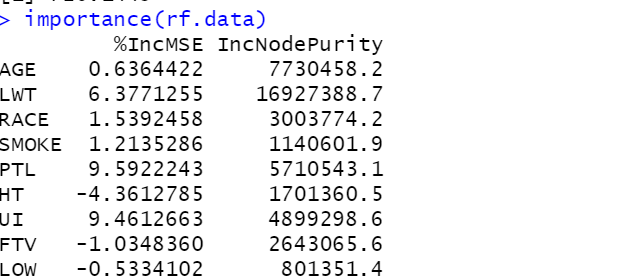 > importance(rf.data)
%IncMSE IncNodePurity
AGE 0.6364422 7730458.2
LWT 6.3771255 16927388.7
RACE 1.5392458 3003774.2
SMOKE 1.2135286 1140601.9
PTL 9.5922243 5710543.1
HT -4.3612785 1701360.5
UI 9.4612663 4899298.6
FTV -1.0348360 2643065.6
LOW -0.5334102 801351.4